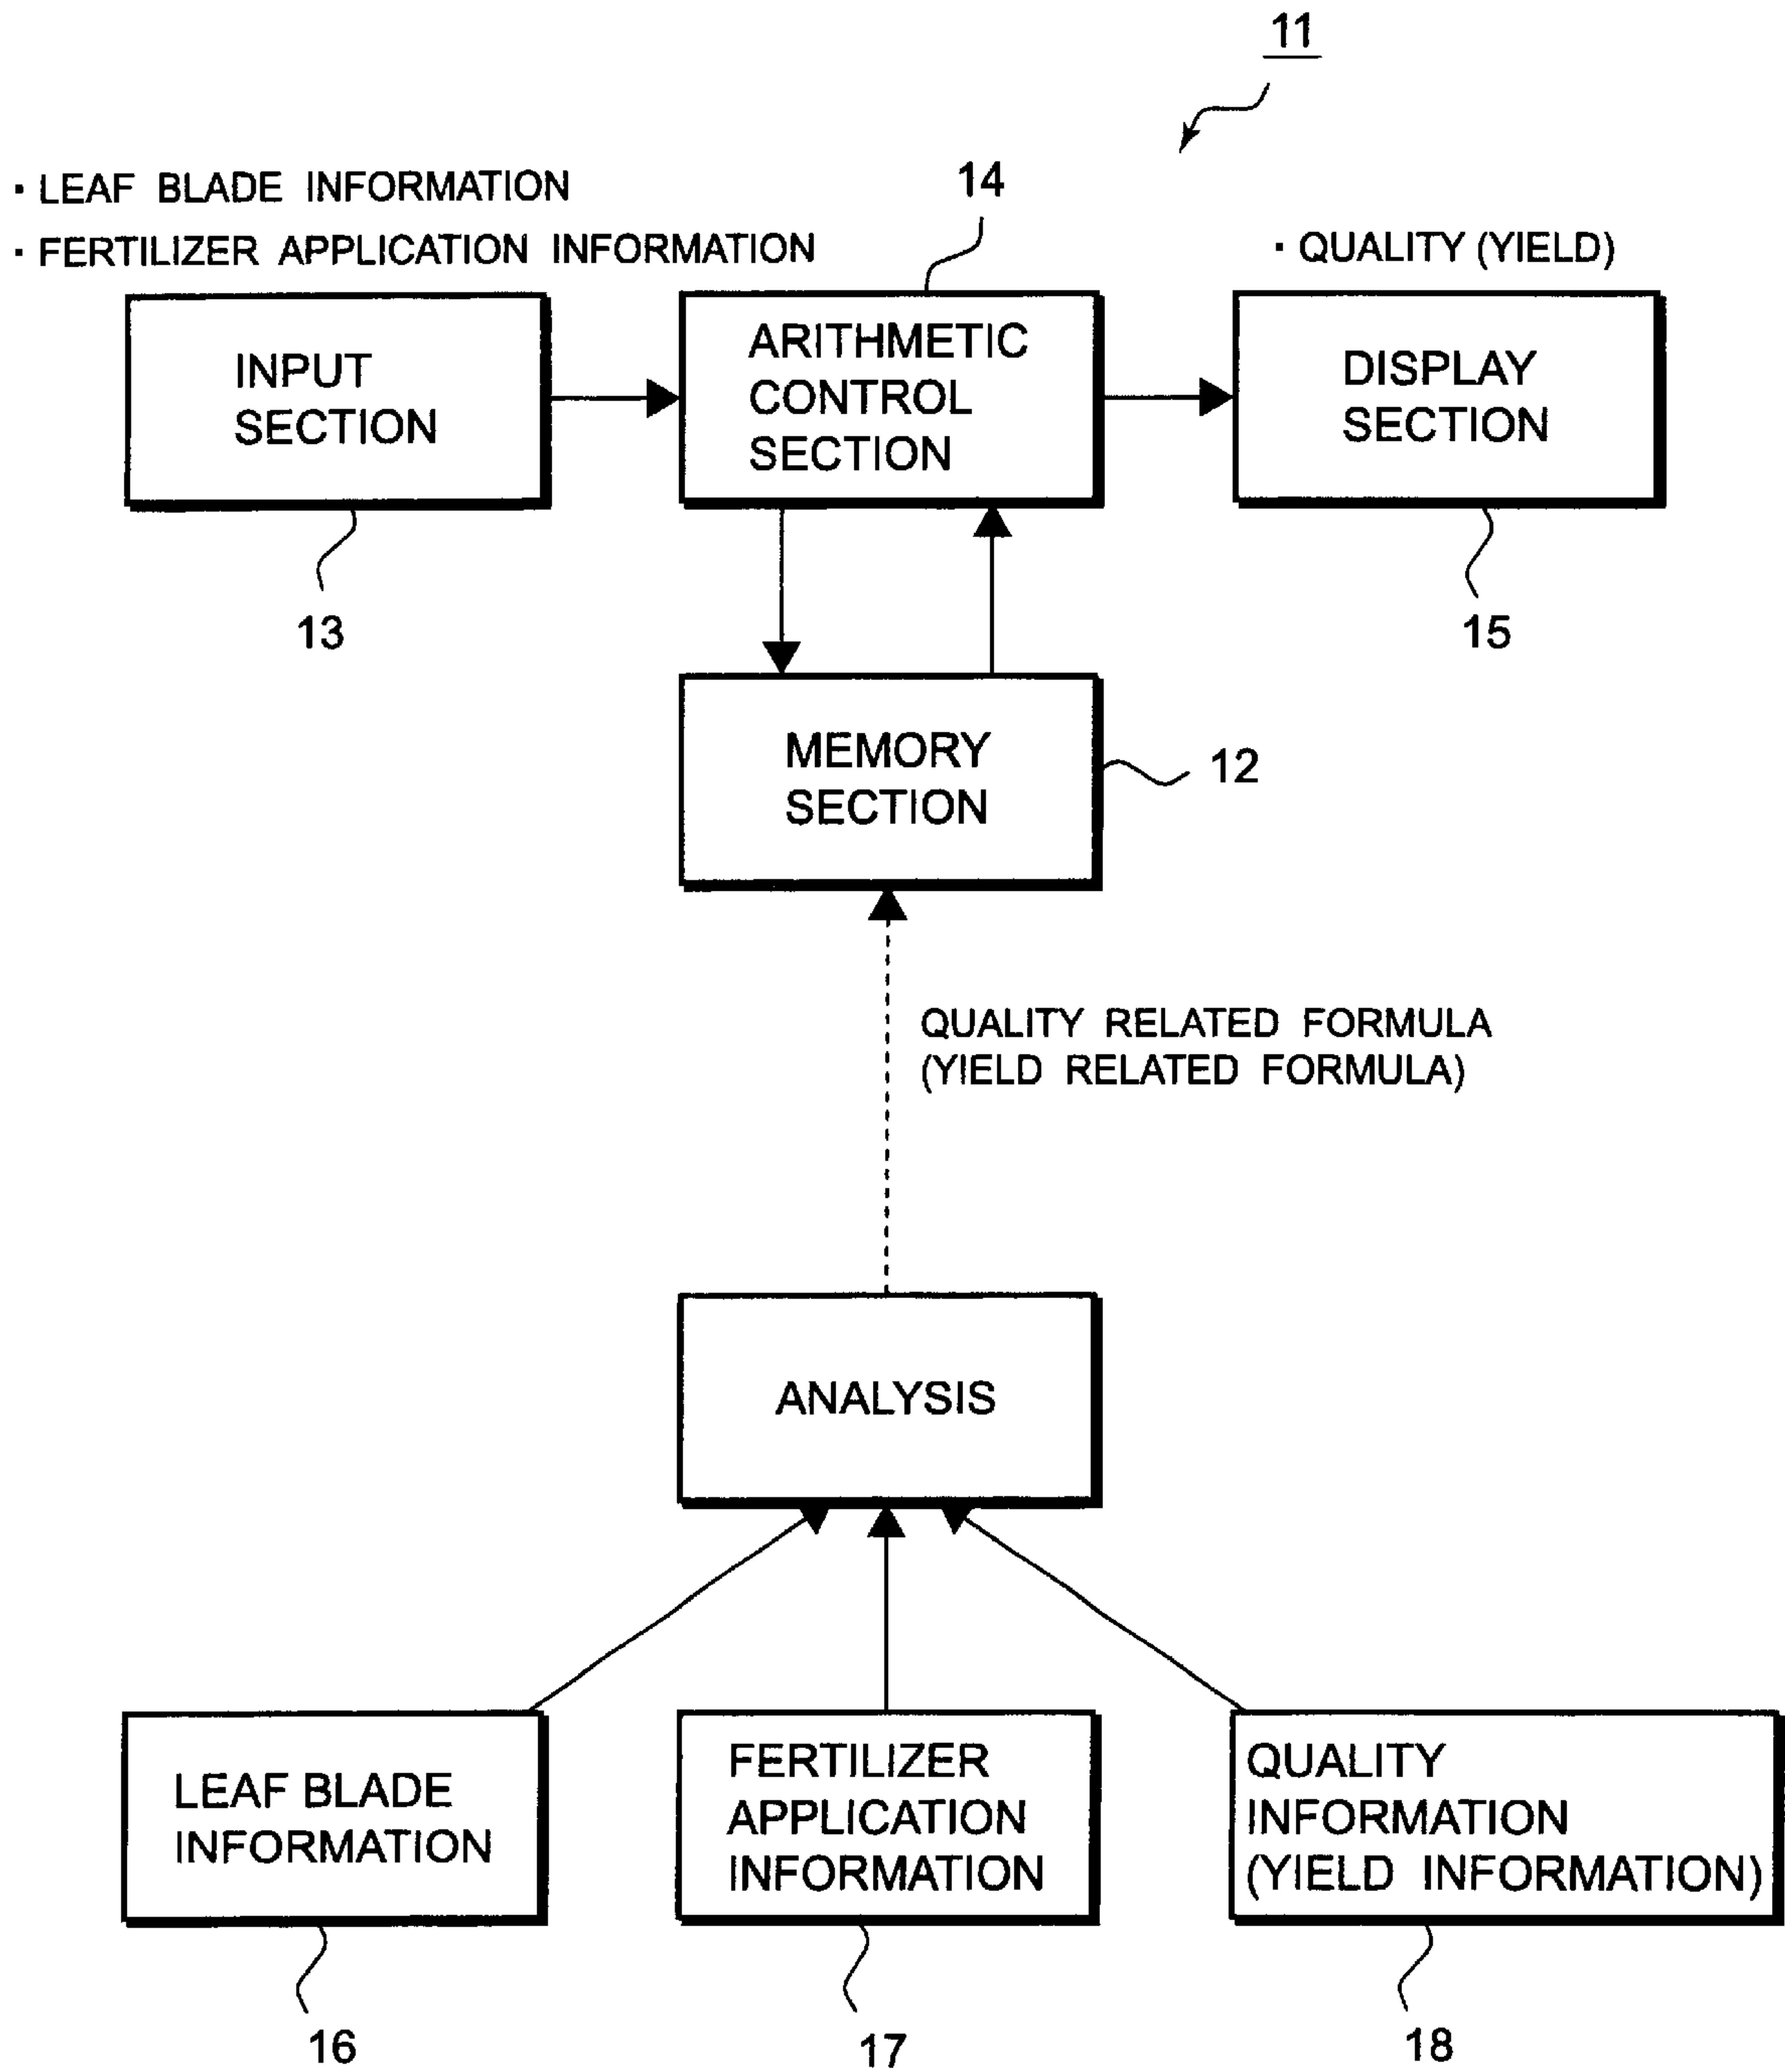 11
· LEAF BLADE INFORMATION
· FERTILIZER APPLICATION INFORMATION
14
· QUALITY (YIELD)
INPUT
SECTION
ARITHMETIC
CONTROL
SECTION
DISPLAY
SECTION
13
15
MEMORY
SECTION
12
QUALITY RELATED FORMULA
(YIELD RELATED FORMULA)
ANALYSIS
LEAF BLADE
INFORMATION
FERTILIZER
APPLICATION
INFORMATION
QUALITY
INFORMATION
(YIELD INFORMATION)
16
17
18